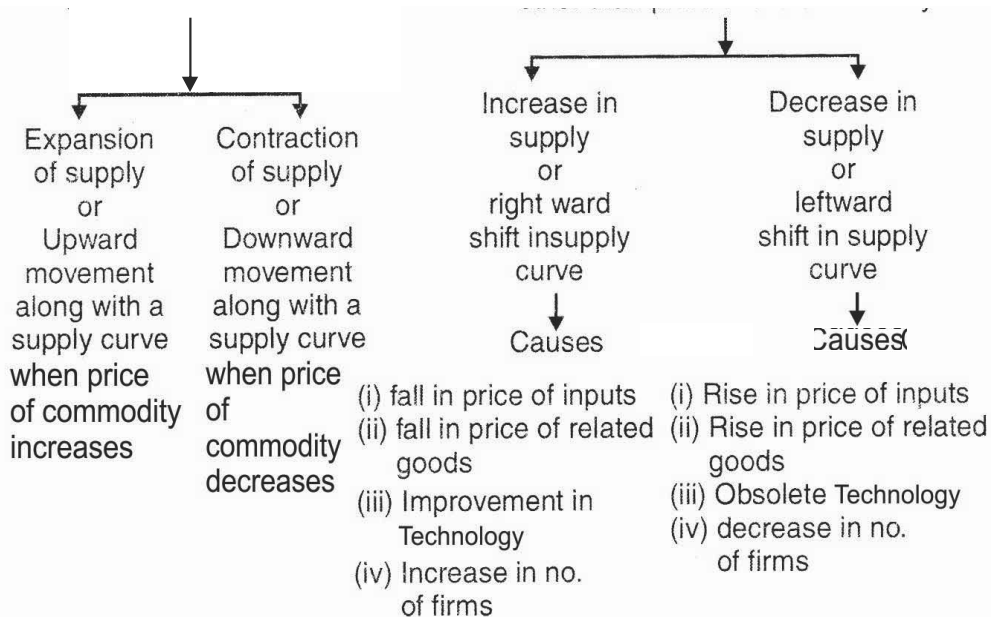 Expansion
of supply
or
Upward
movement
along with a
supply curve
when price
of commodity
increases
Contraction
of supply
or
Downward
movement
along with a
supply curve
when price
of
commodity
decreases
Increase in
supply
or
right ward
shift insupply
curve
Causes
(i) fall in price of inputs
(ii) fall in price of related
goods
(iii) Improvement in
Technology
(iv) Increase in no.
of firms
Decrease in
supply
or
leftward
shift in supply
curve
Causes
(i) Rise in price of inputs
(ii) Rise in price of related
goods
(iii) Obsolete Technology
(iv) decrease in no.
of firms